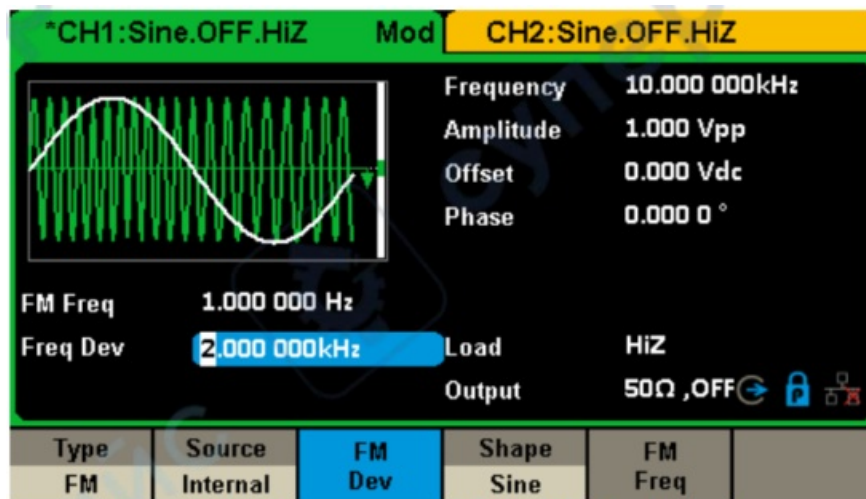 *CH1:Sine.OFF.HiZ Mod CH2:Sine.OFF.HiZ
Frequency 10.000 000kHz
Amplitude 1.000 Vpp
Offset 0.000 Vdc
Phase 0.000 0 °
FM Freq 1.000 000 Hz
Freq Dev 2.000 000kHz Load HiZ
Output 50Ω ,OFF
Type Source FM Shape FM
FM Internal Dev Sine Freq